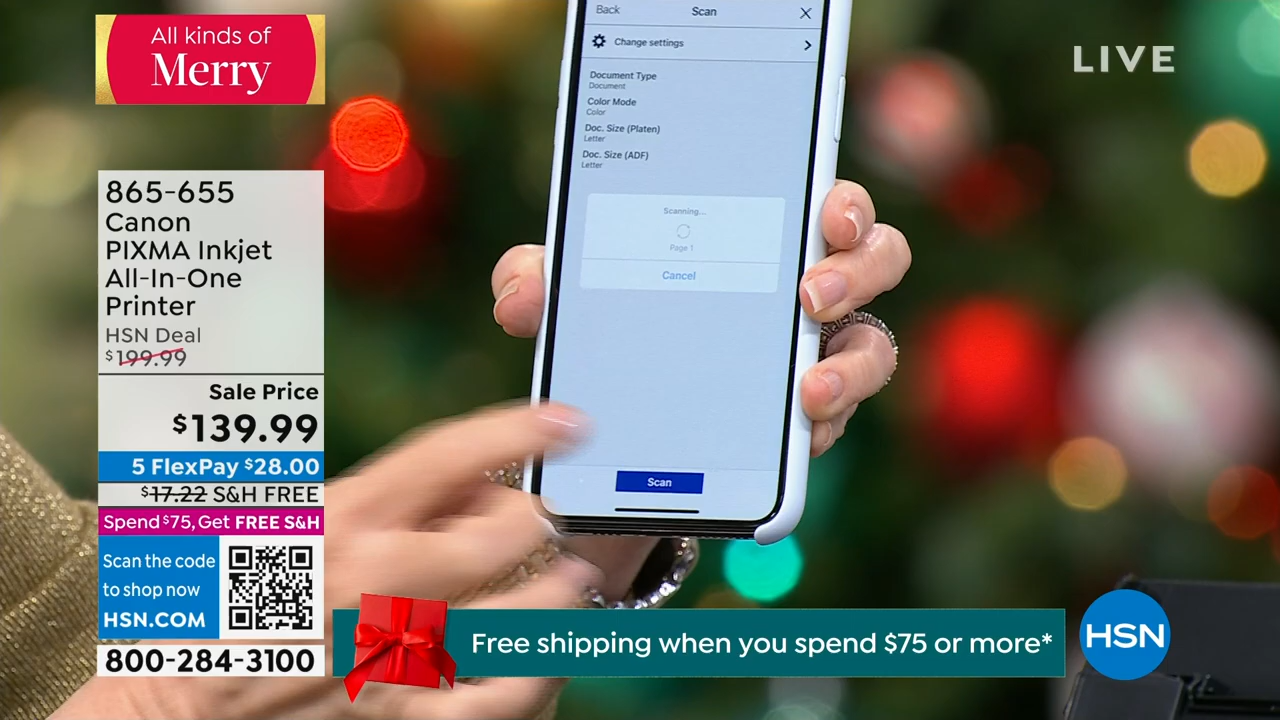 All kinds of
Merry
LIVE
865-655
Canon
PIXMA Inkjet
All-In-One
Printer
HSN Deal
$199.99
Sale Price
$139.99
5 FlexPay $28.00
$17.22 S&H FREE
Spend $75, Get FREE S&H
Scan the code
to shop now
HSN.COM
800-284-3100
Back
Scan
Change settings
Document Type
Document
Color Mode
Color
Doc. Size (Platen)
Letter
Doc. Size (ADF)
Letter
Scanning...
Page 1
Cancel
Scan
Free shipping when you spend $75 or more*
HSN